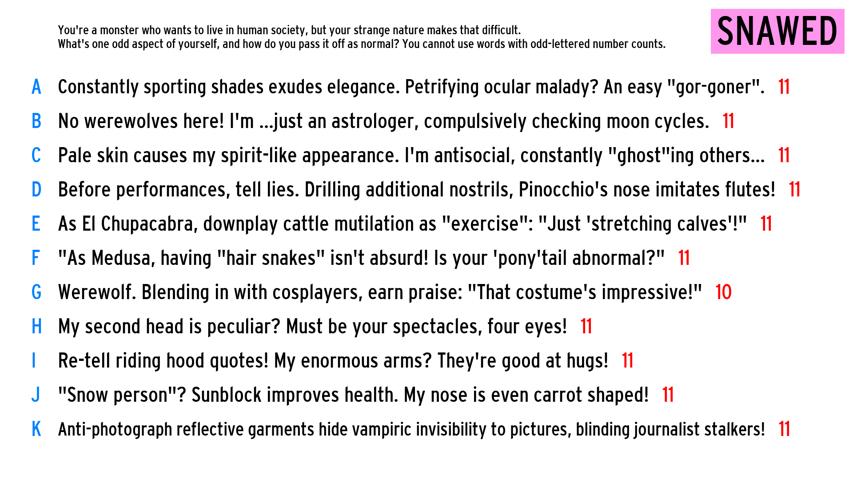 You're a monster who wants to live in human society, but your strange nature makes that difficult.
What's one odd aspect of yourself, and how do you pass it off as normal? You cannot use words with odd-lettered number counts.
SNAWED
A Constantly sporting shades exudes elegance. Petrifying ocular malady? An easy "gor-goner". 11
B No werewolves here! I'm ...just an astrologer, compulsively checking moon cycles. 11
C Pale skin causes my spirit-like appearance. I'm antisocial, constantly "ghost"ing others... 11
D Before performances, tell lies. Drilling additional nostrils, Pinocchio's nose imitates flutes! 11
E As El Chupacabra, downplay cattle mutilation as "exercise": "Just 'stretching calves'!" 11
F "As Medusa, having "hair snakes" isn't absurd! Is your 'pony'tail abnormal?" 11
G Werewolf. Blending in with cosplayers, earn praise: "That costume's impressive!" 10
H My second head is peculiar? Must be your spectacles, four eyes! 11
I Re-tell riding hood quotes! My enormous arms? They're good at hugs! 11
J "Snow person"? Sunblock improves health. My nose is even carrot shaped! 11
K Anti-photograph reflective garments hide vampiric invisibility to pictures, blinding journalist stalkers! 11